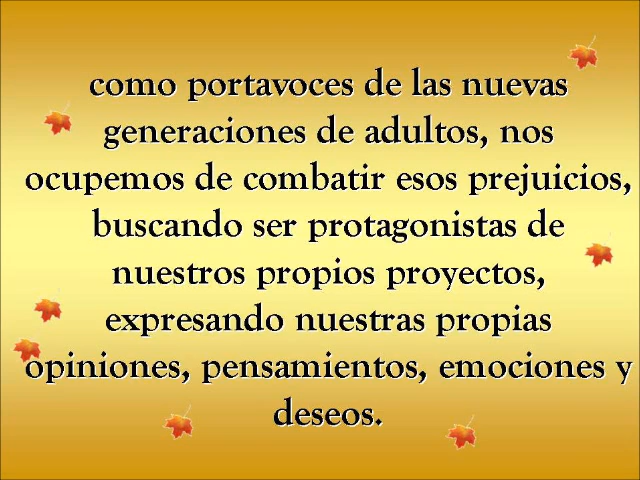 como portavoces de las nuevas
generaciones de adultos, nos
ocupemos de combatir esos prejuicios,
buscando ser protagonistas de
nuestros propios proyectos,
expresando nuestras propias
opiniones, pensamientos, emociones y
deseos.